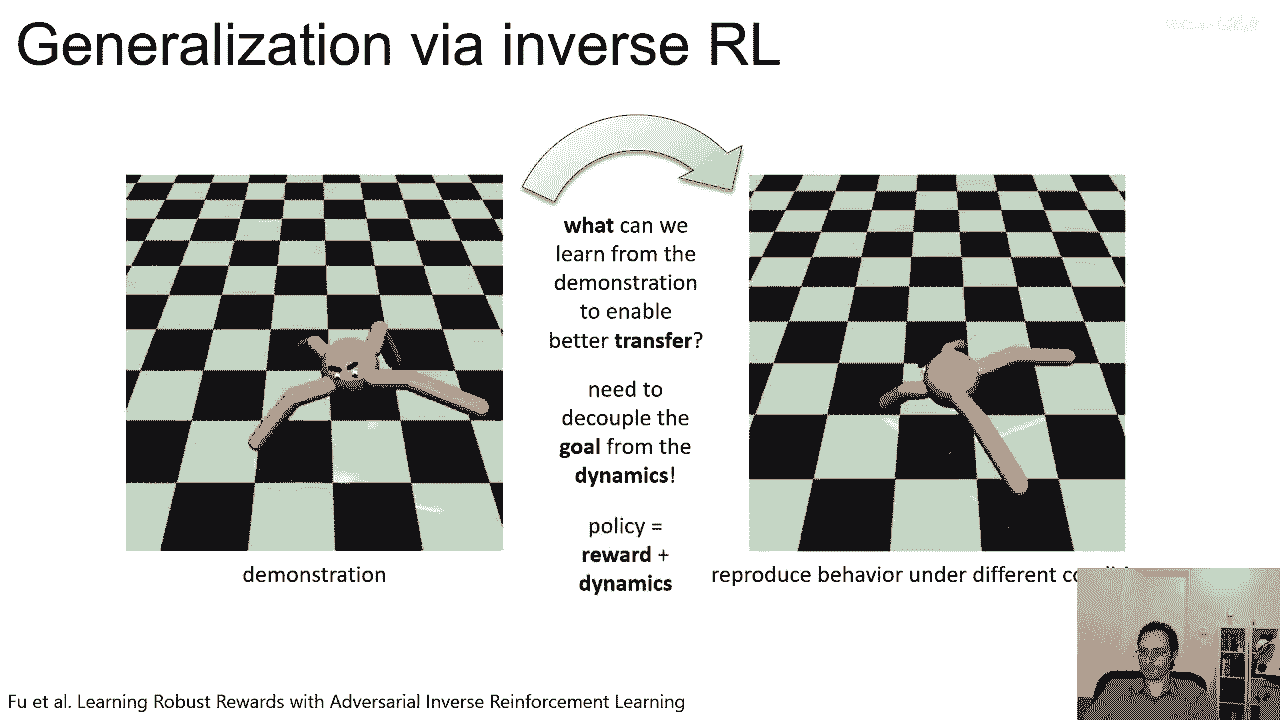 Generalization via inverse RL
what can we
learn from the
demonstration
to enable
better transfer?
need to
decouple the
goal from the
dynamics!
policy =
reward +
dynamics
demonstration
reproduce behavior under different
Fu et al. Learning Robust Rewards with Adversarial Inverse Reinforcement Learning